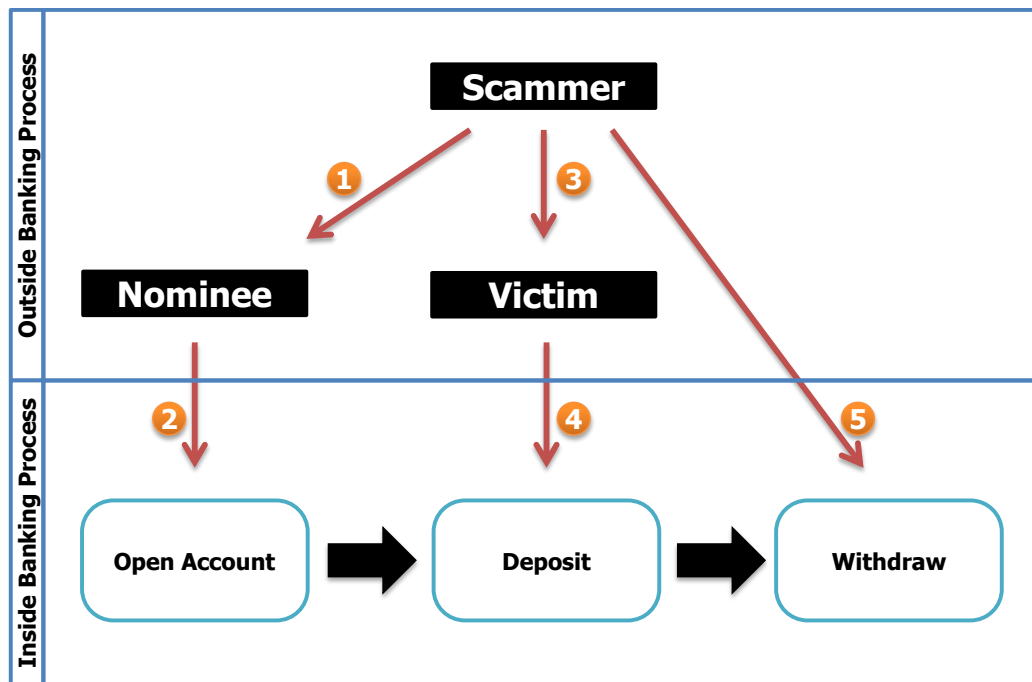 Outside Banking Process
Scammer
1
3
Nominee
Victim
Inside Banking Process
2
4
5
Open Account
Deposit
Withdraw